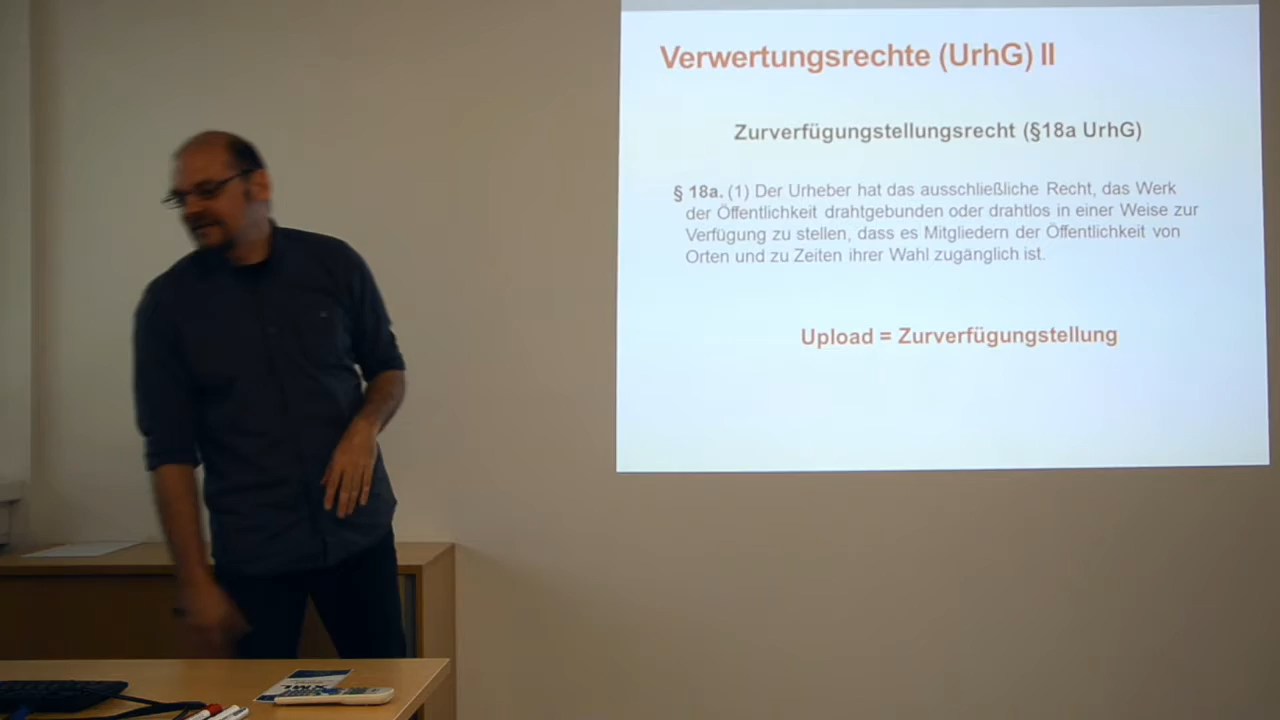 Verwertungsrechte (UrhG) II
Zurverfügungstellungsrecht (§18a UrhG)
§ 18a. (1) Der Urheber hat das ausschließliche Recht, das Werk
der Öffentlichkeit drahtgebunden oder drahtlos in einer Weise zur
Verfügung zu stellen, dass es Mitgliedern der Öffentlichkeit von
Orten und zu Zeiten ihrer Wahl zugänglich ist.
Upload = Zurverfügungstellung
XML